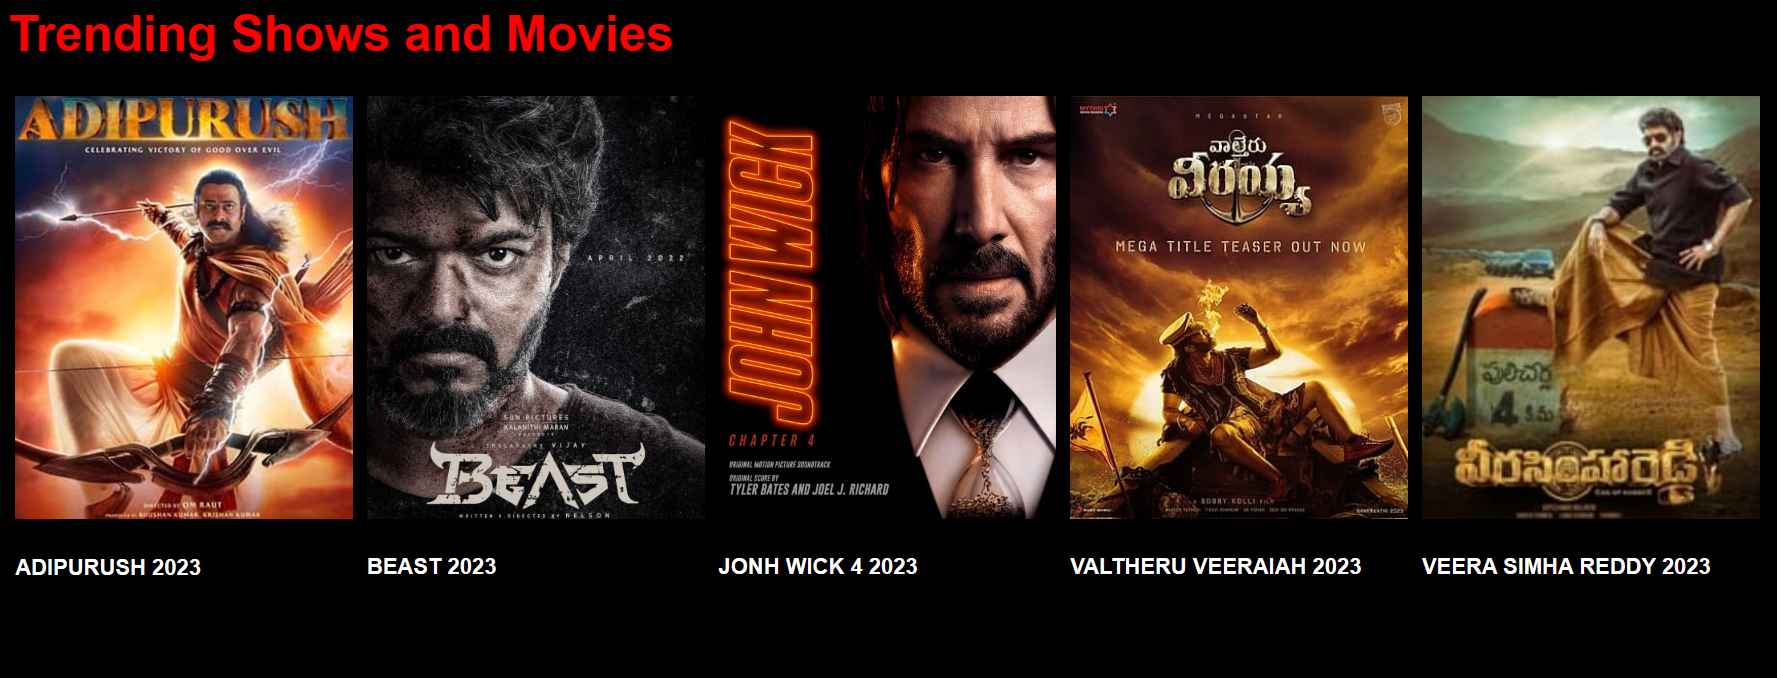 Trending Shows and Movies
ADIPURUSH
CELEBRATING VICTORY OF GOOD OVER EVIL
DIRECTED BY OM RAUT
PRODUCED BY BHUSHAN KUMAR, KRISHAN KUMAR
APRIL 2022
SUN PICTURES
KALANITHI MARAN
PRESENTS
THALAPATHY VIJAY
BEAST
WRITTEN & DIRECTED BY NELSON
JOHN WICK
CHAPTER 4
ORIGINAL MOTION PICTURE SOUNDTRACK
ORIGINAL SCORE BY
TYLER BATES AND JOEL J. RICHARD
MYTHRI
MEGASTAR
వాల్తేరు
వీరయ్య
MEGA TITLE TEASER OUT NOW
A BOBBY KOLLI FILM
SANKRANTHI 2023
పులిచర్ల
4 కి.మీ
వీరసింహారెడ్డి
ADIPURUSH 2023
BEAST 2023
JONH WICK 4 2023
VALTHERU VEERAIAH 2023
VEERA SIMHA REDDY 2023